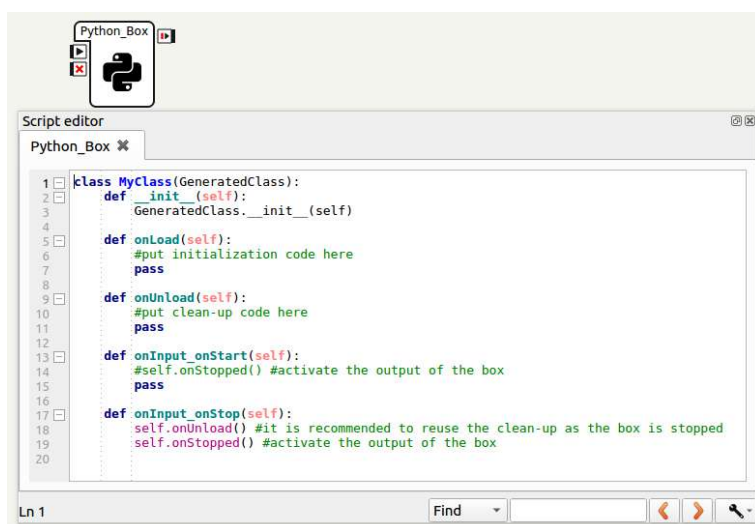 Python_Box
Script editor
Python_Box
1 class MyClass(GeneratedClass):
2     def __init__(self):
3         GeneratedClass.__init__(self)
4
5     def onLoad(self):
6         #put initialization code here
7         pass
8
9     def onUnload(self):
10         #put clean-up code here
11         pass
12
13     def onInput_onStart(self):
14         #self.onStopped() #activate the output of the box
15         pass
16
17     def onInput_onStop(self):
18         self.onUnload() #it is recommended to reuse the clean-up as the box is stopped
19         self.onStopped() #activate the output of the box
20
Ln 1 Find